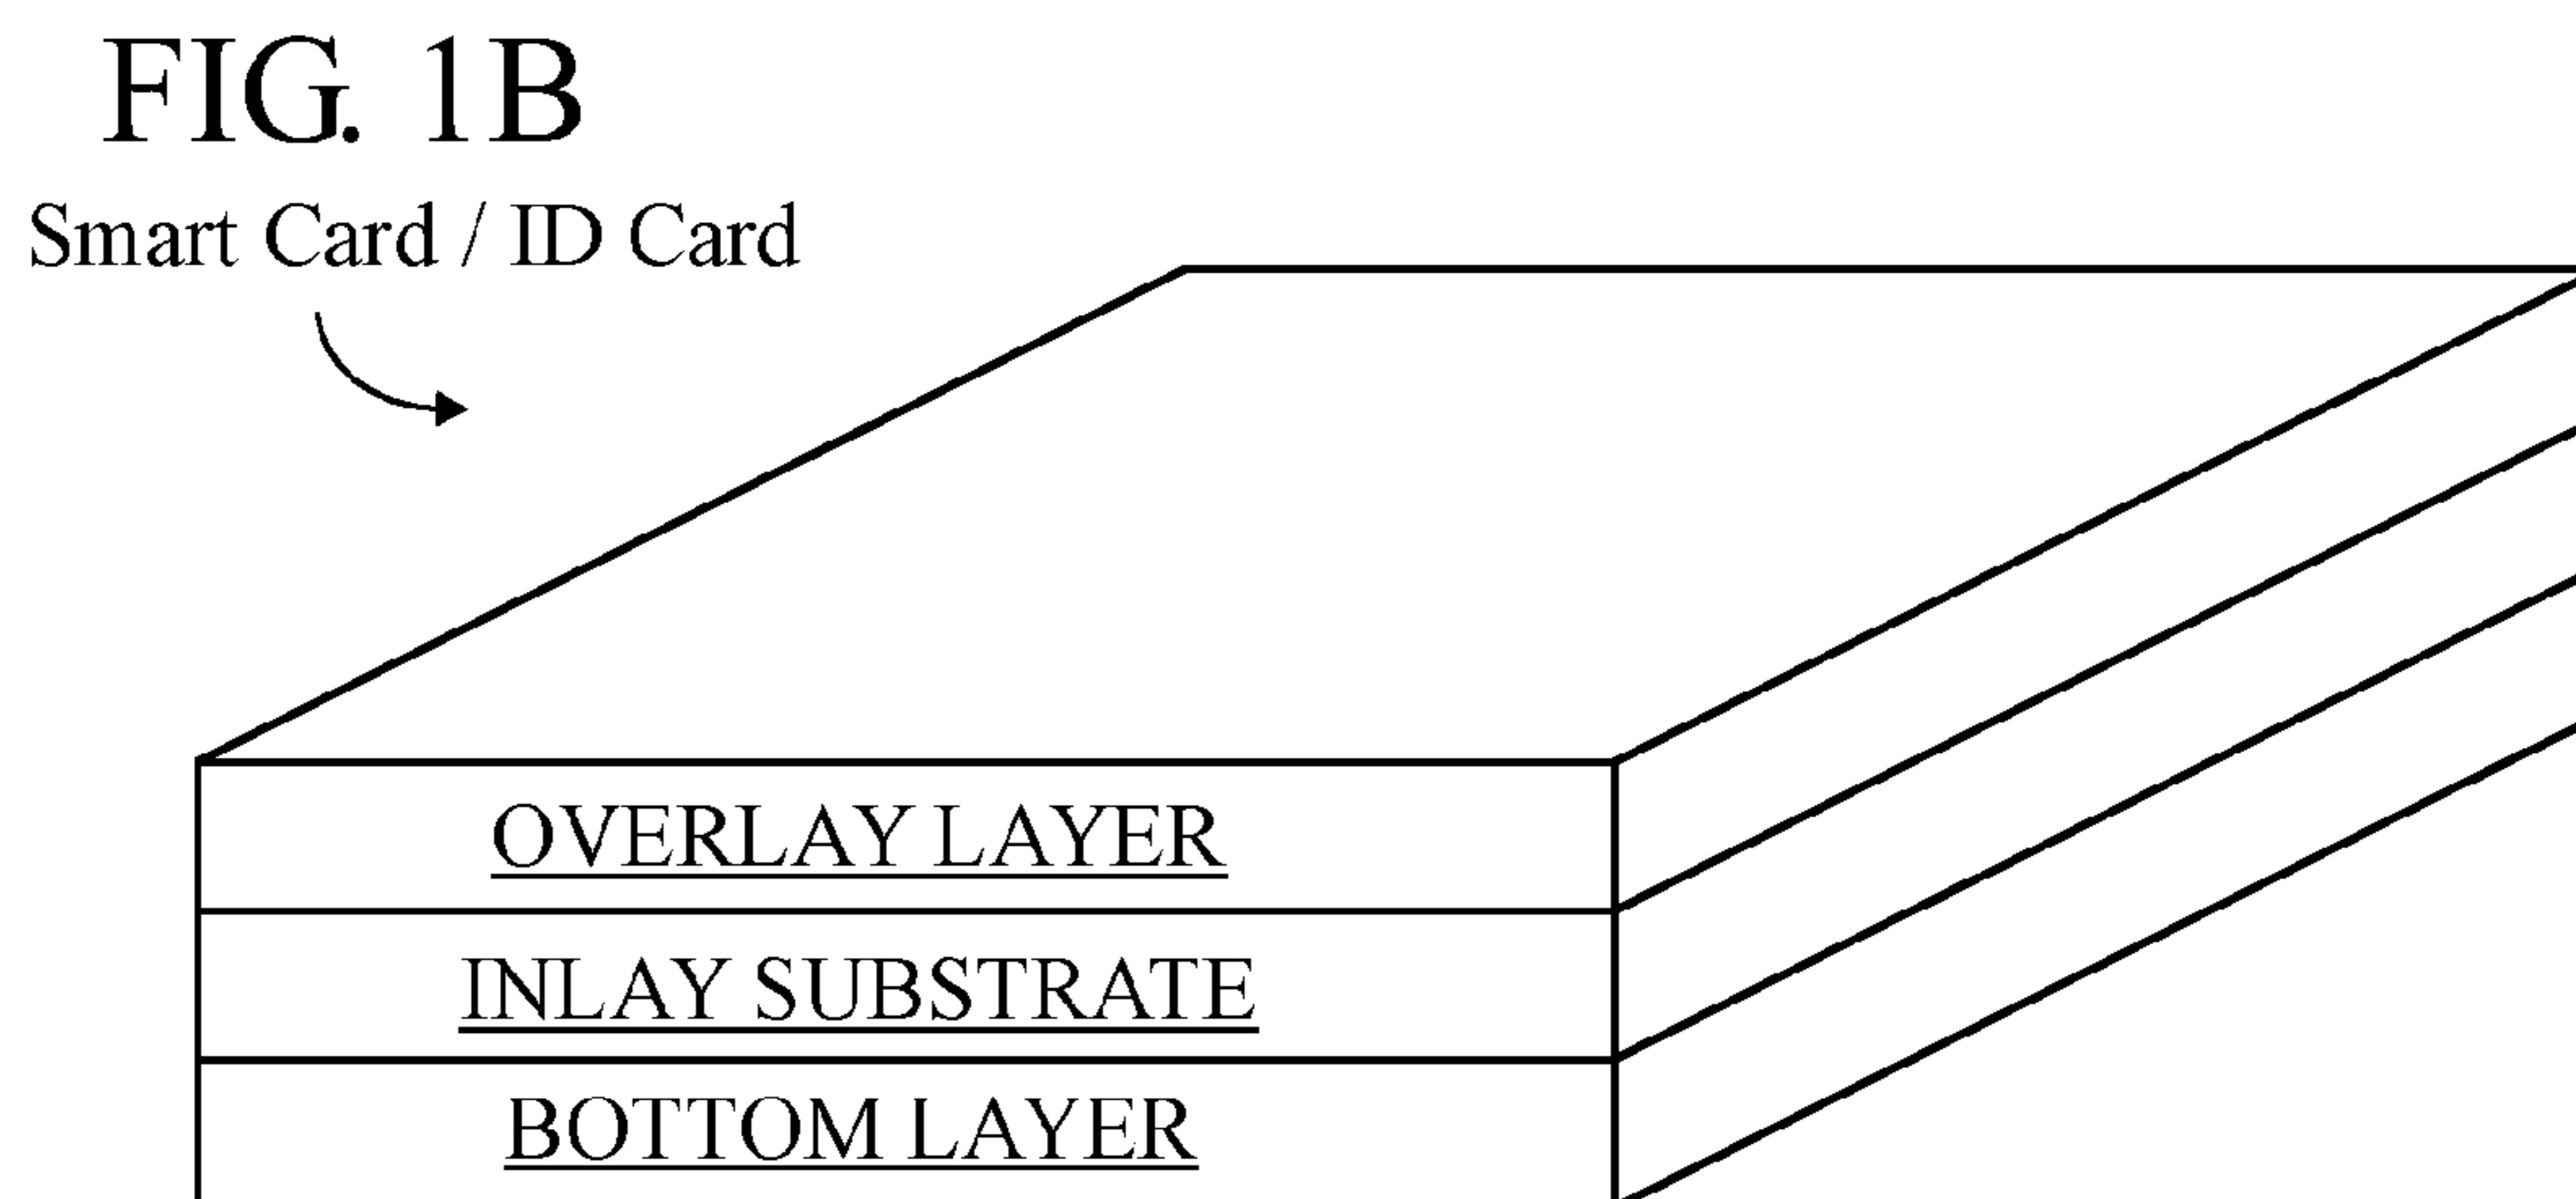 FIG. 1B
Smart Card / ID Card
OVERLAY LAYER
INLAY SUBSTRATE
BOTTOM LAYER